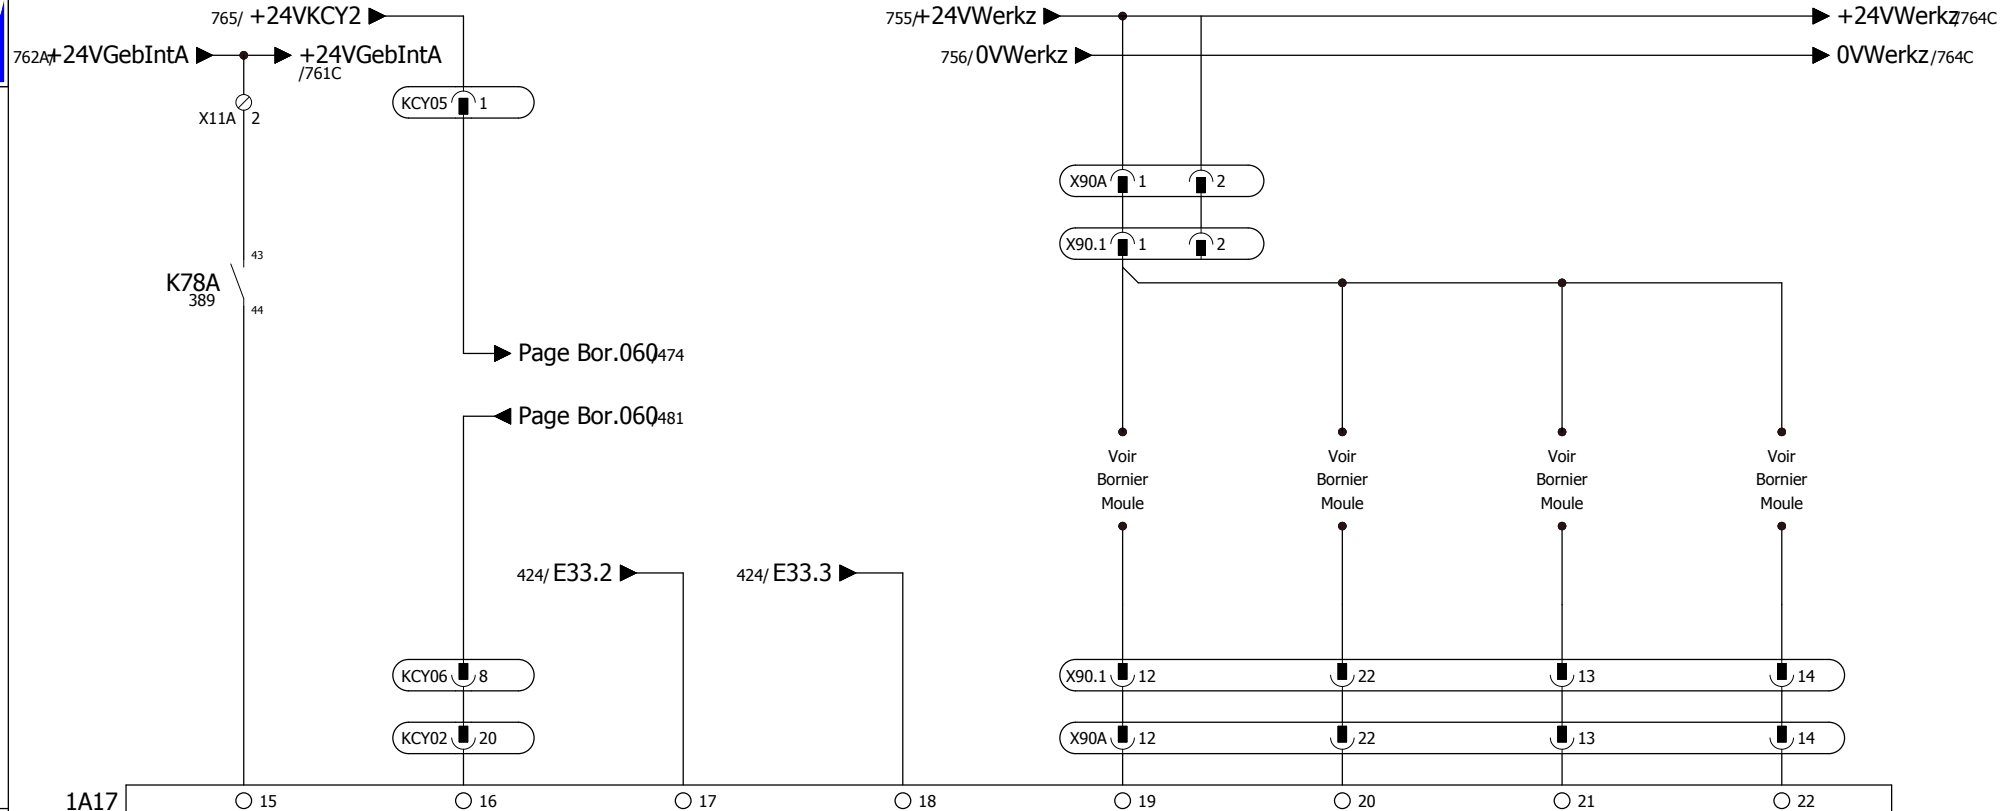 765/ +24VKCY2
755/ +24VWerkz
+24VWerkz /764C
762A/ +24VGebIntA
+24VGebIntA
/761C
756/ 0VWerkz
0VWerkz /764C
KCY05 1
X11A 2
X90A 1 2
X90.1 1 2
43
K78A
389
44
Page Bor.060 /474
Page Bor.060 /481
Voir
Bornier
Moule
Voir
Bornier
Moule
Voir
Bornier
Moule
Voir
Bornier
Moule
424/ E33.2
424/ E33.3
KCY06 8
X90.1 12 22 13 14
KCY02 20
X90A 12 22 13 14
1A17 15 16 17 18 19 20 21 22